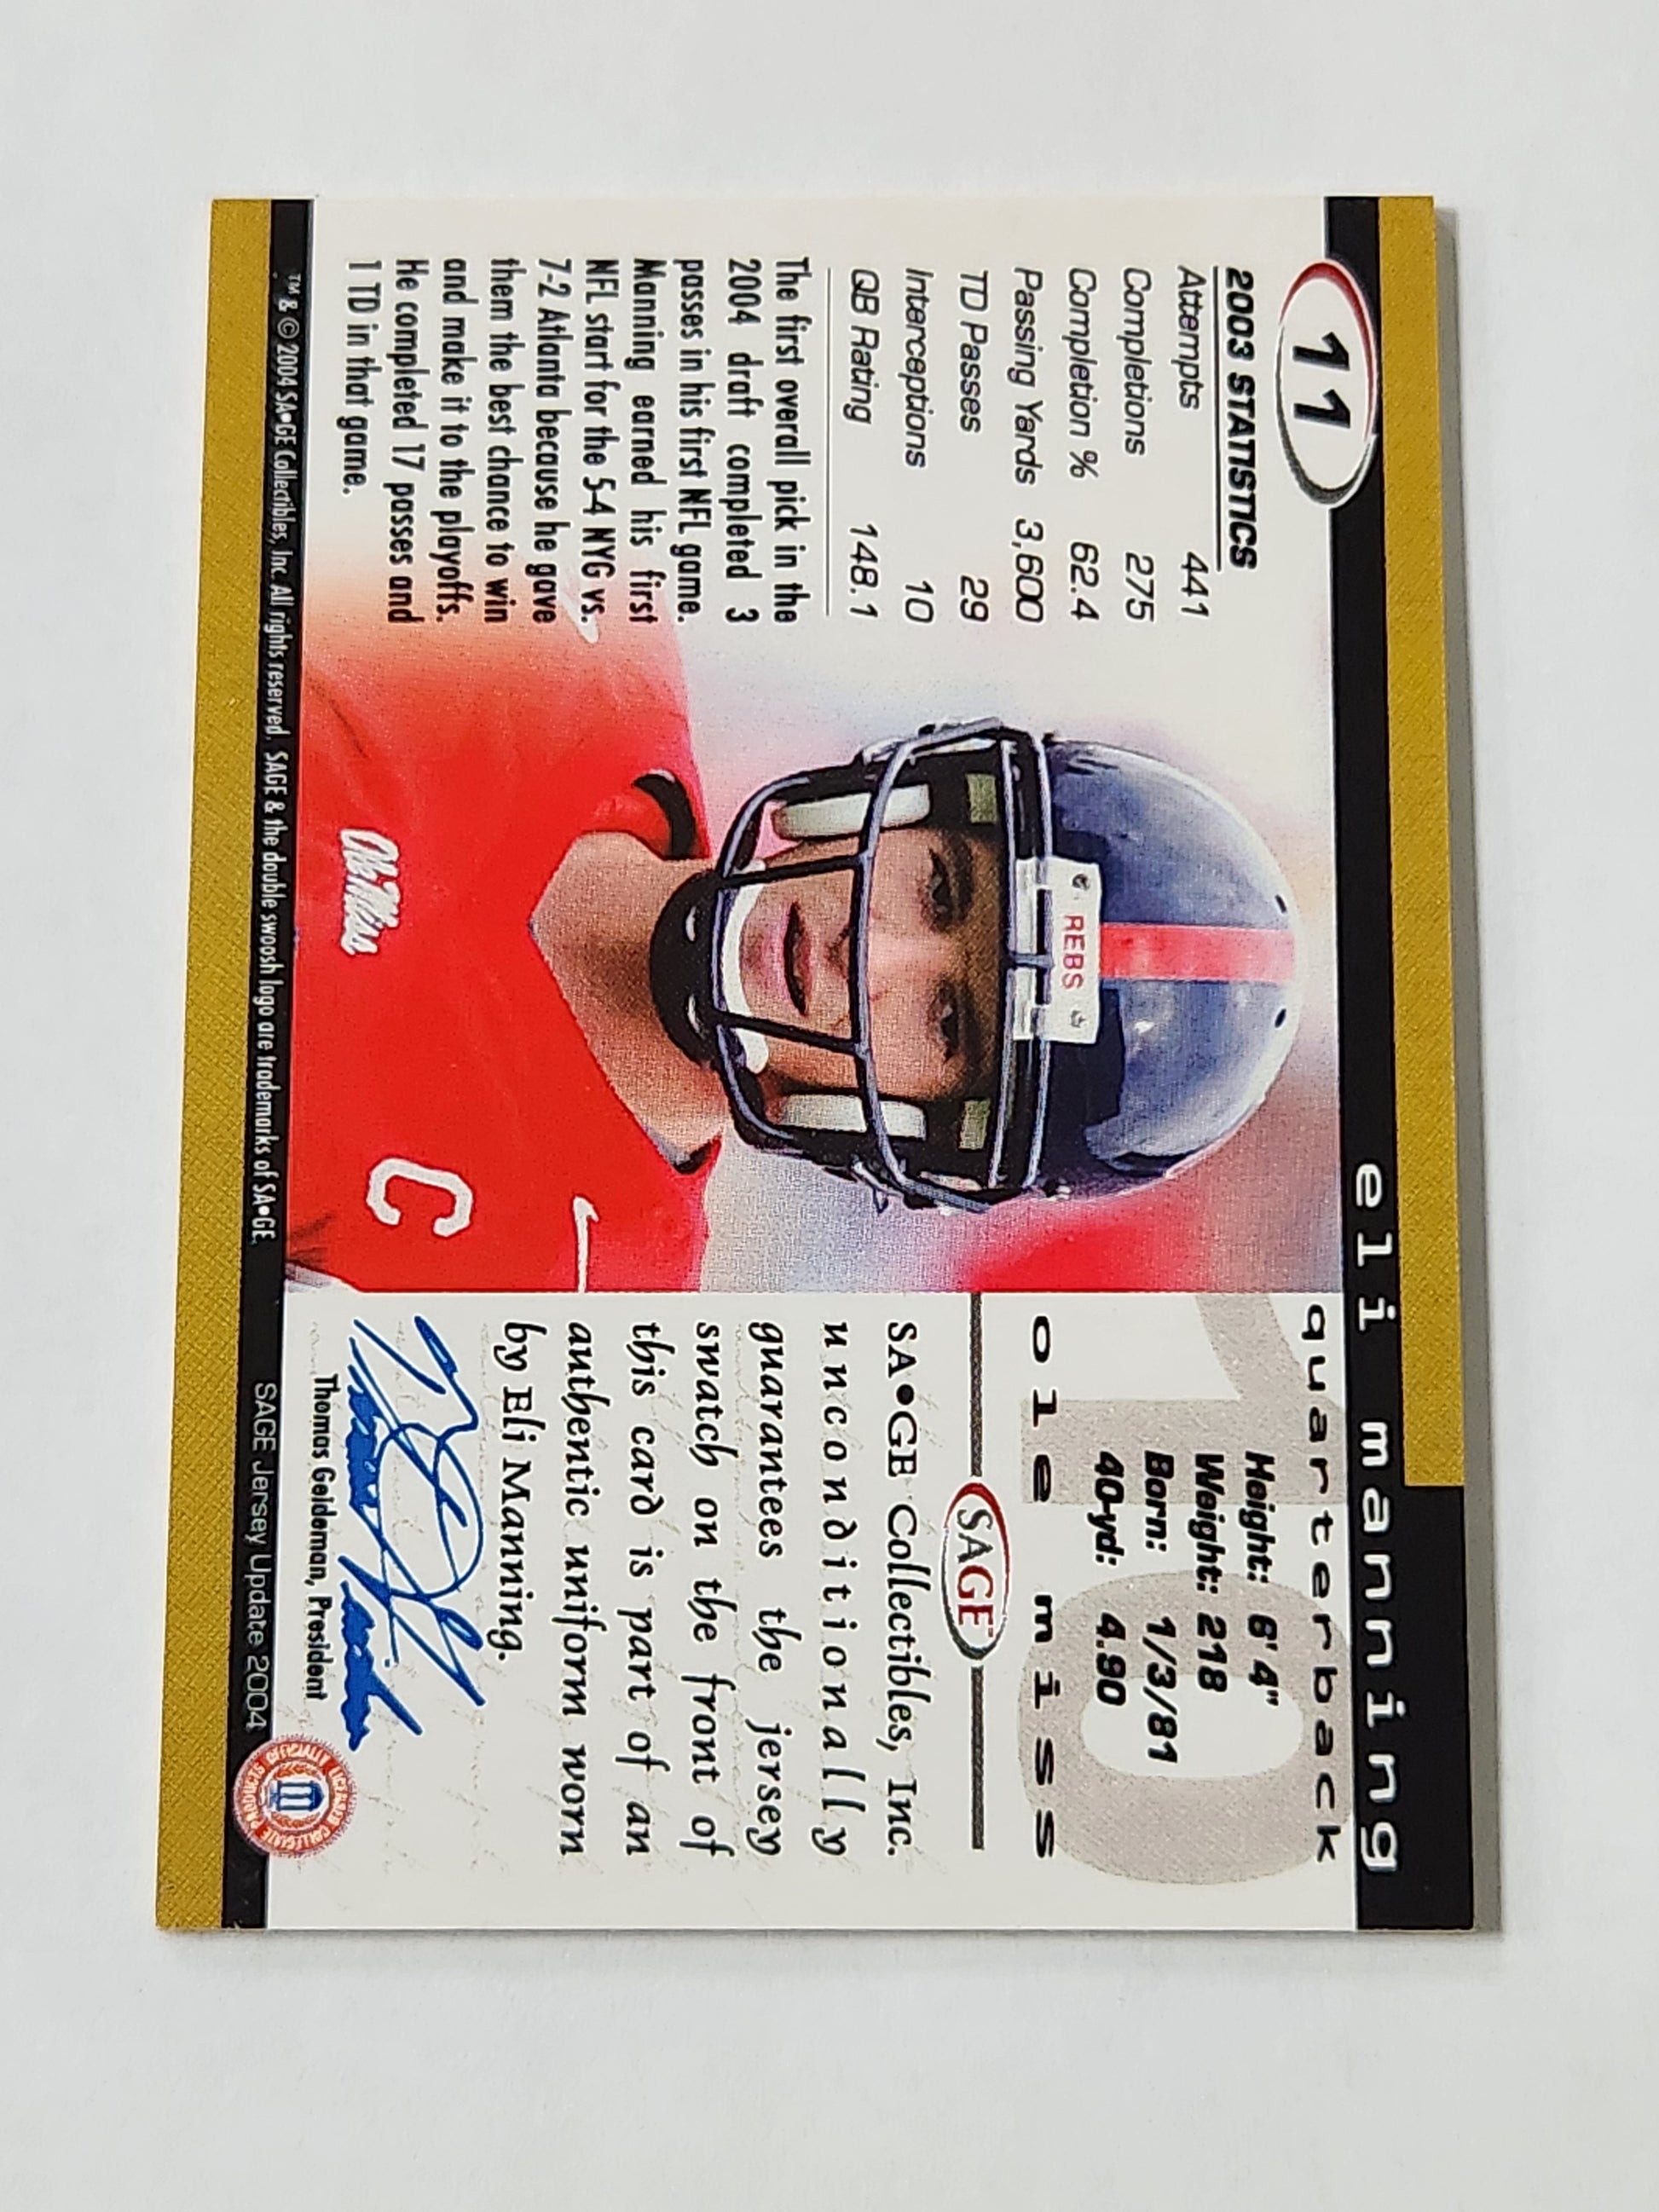 11
eli manning
quarterback
10
2003 STATISTICS
Attempts 441
Completions 275
Completion % 62.4
Passing Yards 3,600
TD Passes 29
Interceptions 10
QB Rating 148.1
The first overall pick in the
2004 draft completed 3
passes in his first NFL game.
Manning earned his first
NFL start for the 5-4 NYG vs.
7-2 Atlanta because he gave
them the best chance to win
and make it to the playoffs.
He completed 17 passes and
1 TD in that game.
REBS
Ole Miss
C
Height: 6' 4"
Weight: 218
Born: 1/3/81
40-yd: 4.90
ole miss
SAGE™
SA•GE Collectibles, Inc.
unconditionally
guarantees the jersey
swatch on the front of
this card is part of an
authentic uniform worn
by Eli Manning.
Thomas Geideman, President
™ & © 2004 SA•GE Collectibles, Inc. All rights reserved. SAGE & the double swoosh logo are trademarks of SA•GE.
SAGE Jersey Update 2004
OFFICIALLY LICENSED COLLEGIATE PRODUCTS